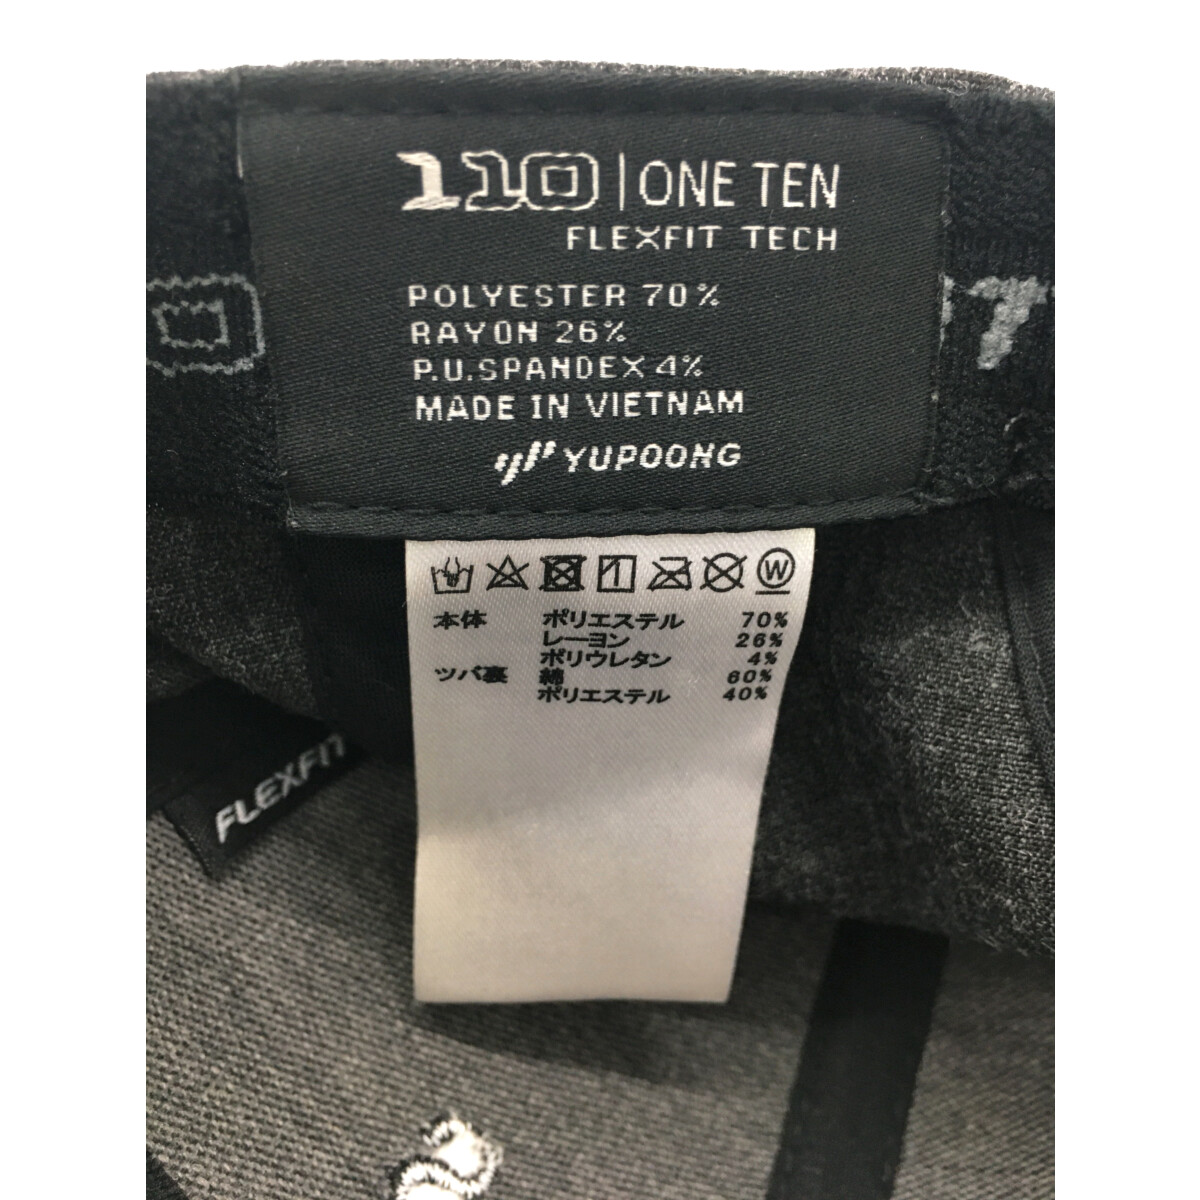 110 | ONE TEN
FLEXFIT TECH
POLYESTER 70%
RAYON 26%
P.U.SPANDEX 4%
MADE IN VIETNAM
YUPOONG
W
本体 ポリエステル 70%
レーヨン 26%
ポリウレタン 4%
ツバ裏 綿 60%
ポリエステル 40%
FLEXFIT